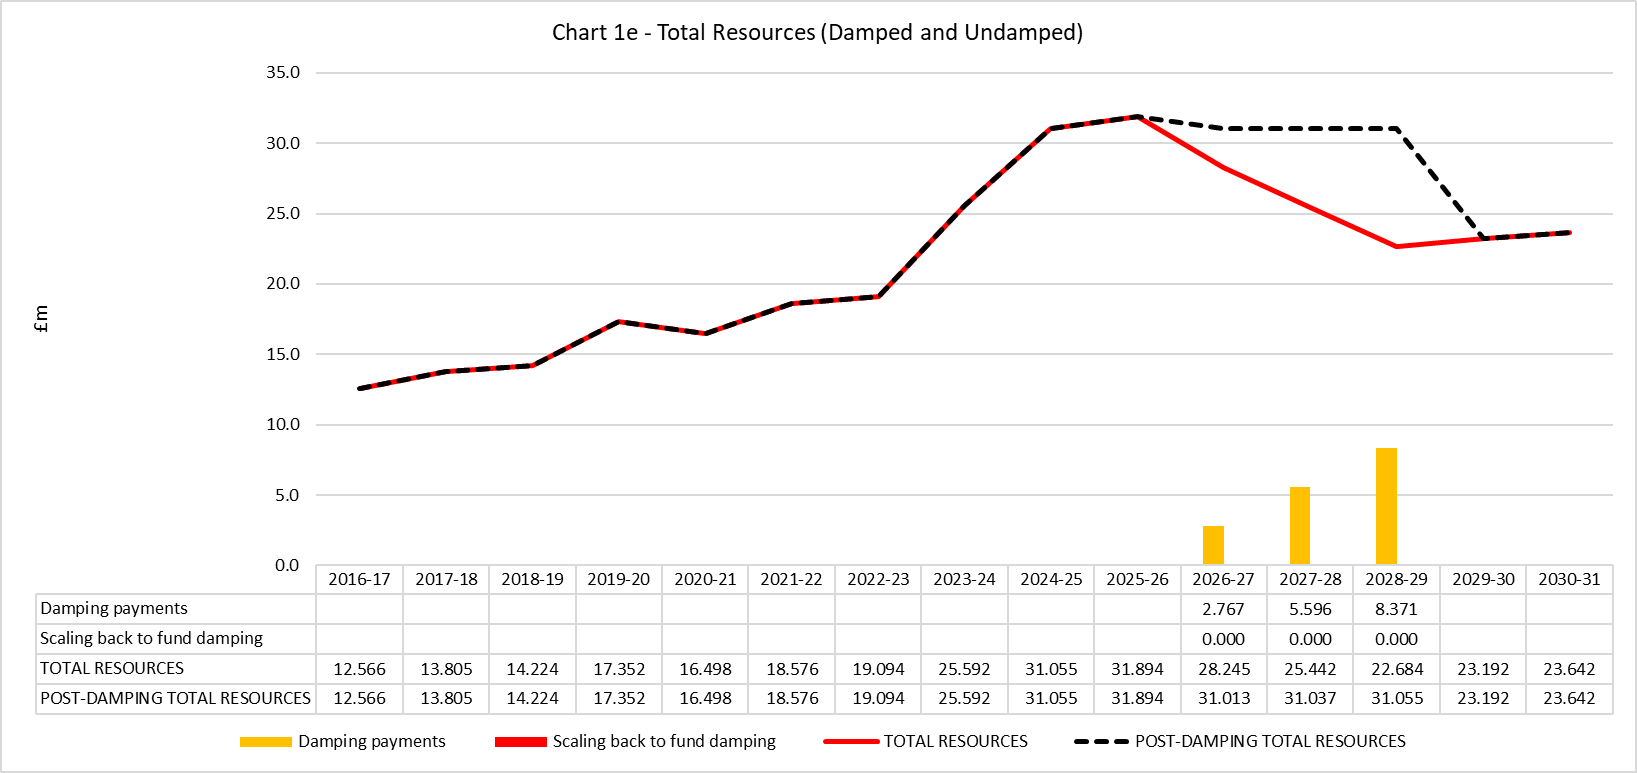 Chart 1e - Total Resources (Damped and Undamped)
35.0
30.0
25.0
20.0
15.0
10.0
5.0
0.0
£m
2016-17 2017-18 2018-19 2019-20 2020-21 2021-22 2022-23 2023-24 2024-25 2025-26 2026-27 2027-28 2028-29 2029-30 2030-31
Damping payments 2.767 5.596 8.371
Scaling back to fund damping 0.000 0.000 0.000
TOTAL RESOURCES 12.566 13.805 14.224 17.352 16.498 18.576 19.094 25.592 31.055 31.894 28.245 25.442 22.684 23.192 23.642
POST-DAMPING TOTAL RESOURCES 12.566 13.805 14.224 17.352 16.498 18.576 19.094 25.592 31.055 31.894 31.013 31.037 31.055 23.192 23.642
Damping payments Scaling back to fund damping TOTAL RESOURCES POST-DAMPING TOTAL RESOURCES